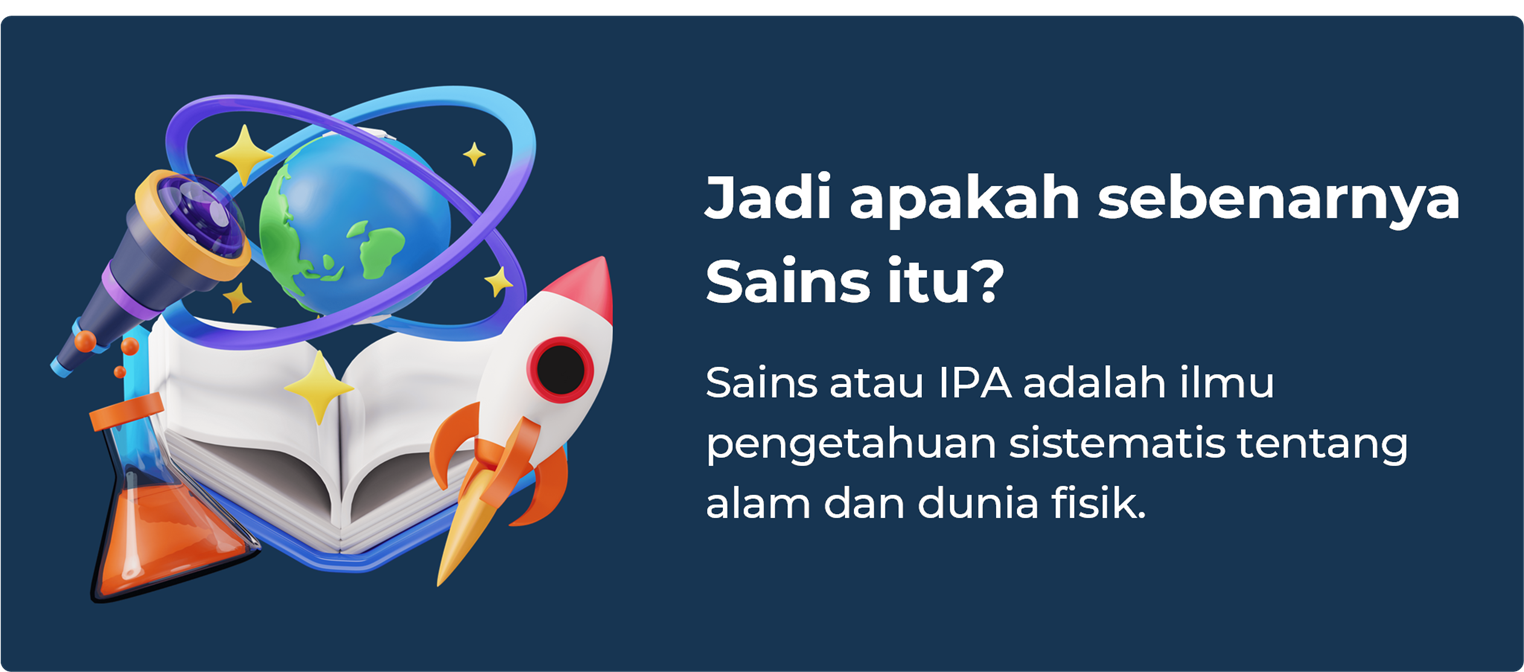 Jadi apakah sebenarnya
Sains itu?
Sains atau IPA adalah ilmu
pengetahuan sistematis tentang
alam dan dunia fisik.